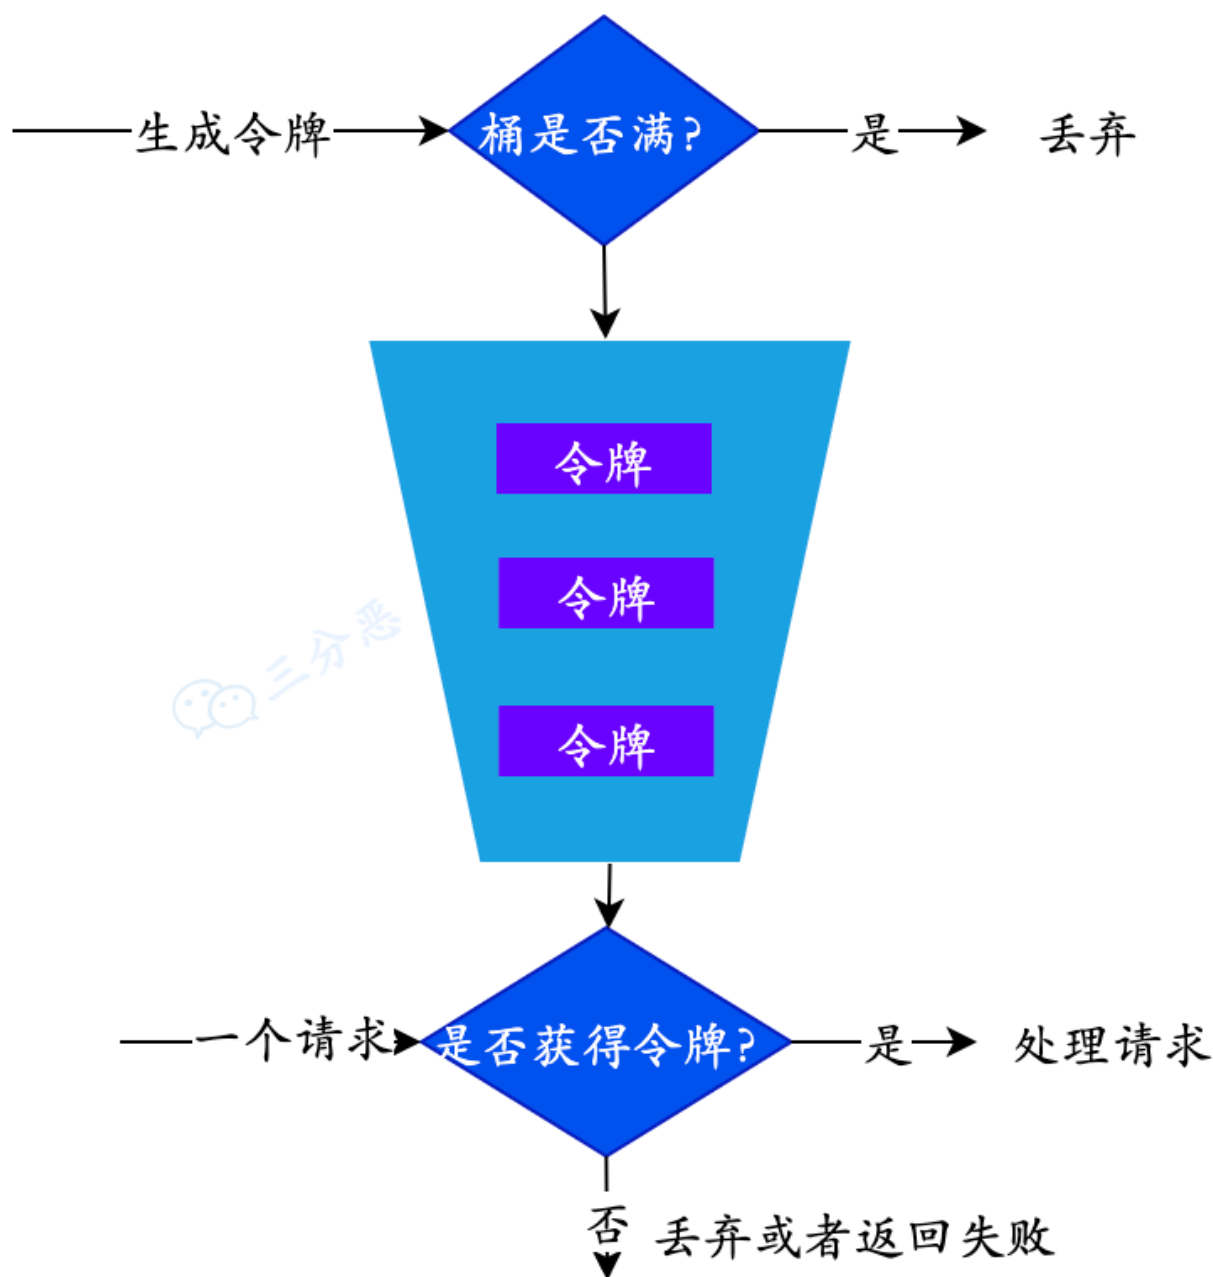 生成令牌
桶是否满?
是
丢弃
令牌
令牌
三分恶
令牌
一个请求
是否获得令牌?
是
处理请求
否
丢弃或者返回失败